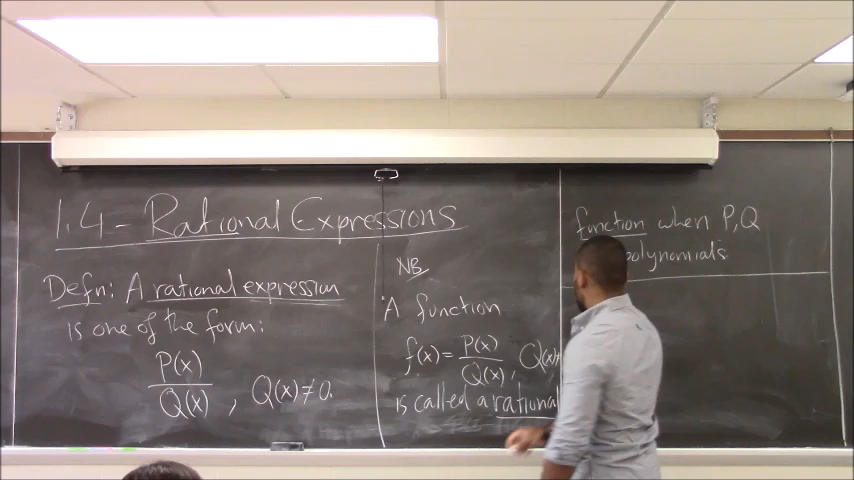 1.4 - Rational Expressions
Defn: A rational expression
is one of the form:
P(x)
Q(x) , Q(x) ≠ 0.
NB
A function
f(x) = P(x)
Q(x) , Q(x)≠
is called a rational
function when P,Q
polynomials